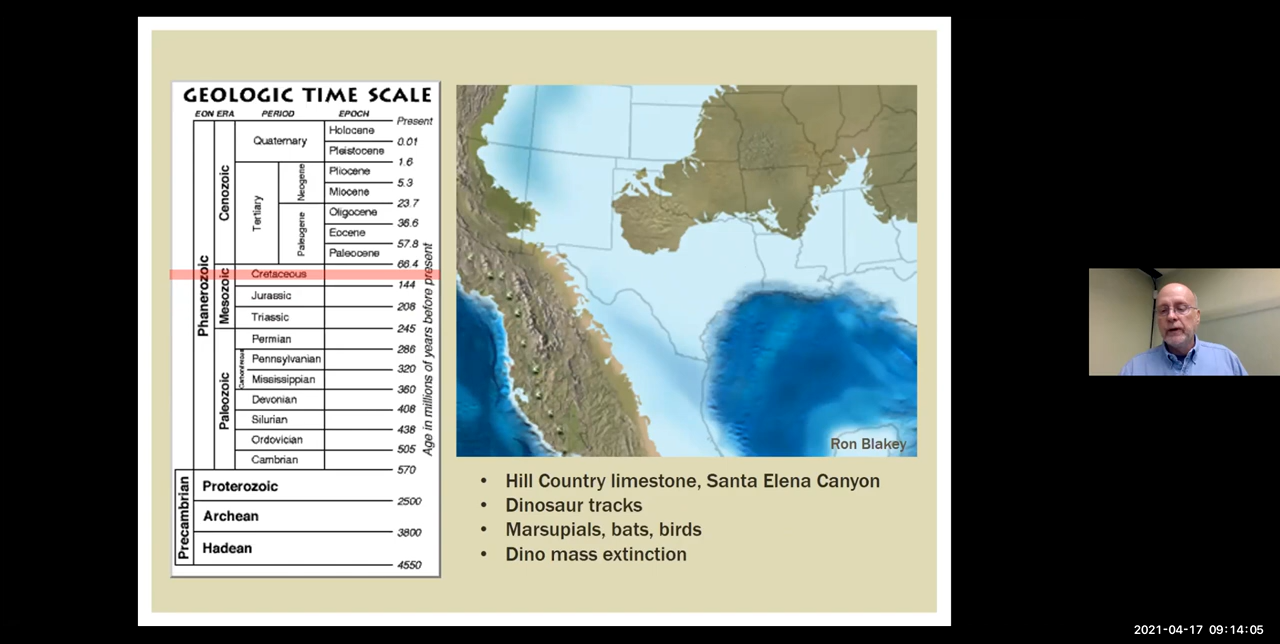 GEOLOGIC TIME SCALE
EON ERA PERIOD EPOCH
Present
Holocene
Quaternary
0.01
Pleistocene
1.6
Pliocene
Neogene
5.3
Miocene
Cenozoic
23.7
Tertiary
Oligocene
36.6
Paleogene
Eocene
57.8
Paleocene
66.4
Phanerozoic
Mesozoic
Cretaceous
144
Jurassic
208
Triassic
245
Permian
286
Carboniferous
Pennsylvanian
320
Mississippian
360
Paleozoic
Devonian
408
Silurian
438
Ordovician
505
Cambrian
570
Age in millions of years before present
Precambrian
Proterozoic
2500
Archean
3800
Hadean
4550
Ron Blakey
• Hill Country limestone, Santa Elena Canyon
• Dinosaur tracks
• Marsupials, bats, birds
• Dino mass extinction
2021-04-17 09:14:05